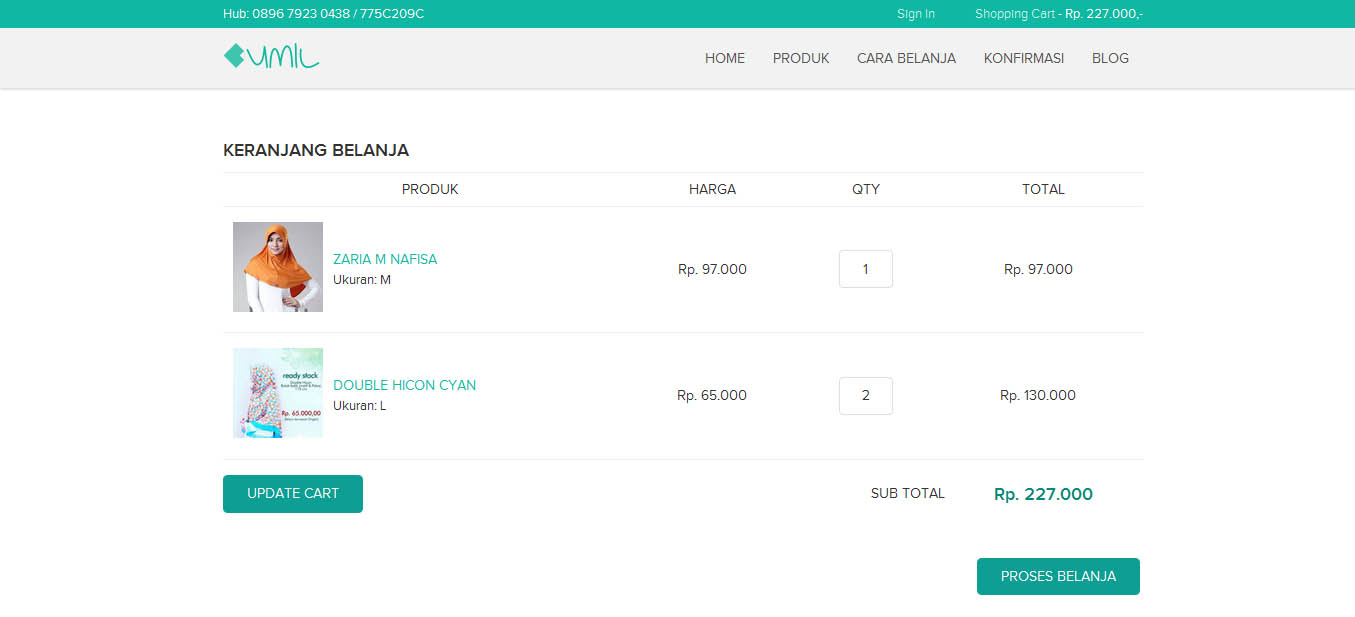 Hub: 0896 7923 0438 / 775C209C
Sign In
Shopping Cart - Rp. 227.000,-
HOME PRODUK CARA BELANJA KONFIRMASI BLOG
KERANJANG BELANJA
PRODUK HARGA QTY TOTAL
ZARIA M NAFISA
Ukuran: M
Rp. 97.000 1 Rp. 97.000
ready stock
Double Hicon
Rp. 65.000,00
DOUBLE HICON CYAN
Ukuran: L
Rp. 65.000 2 Rp. 130.000
UPDATE CART
SUB TOTAL Rp. 227.000
PROSES BELANJA